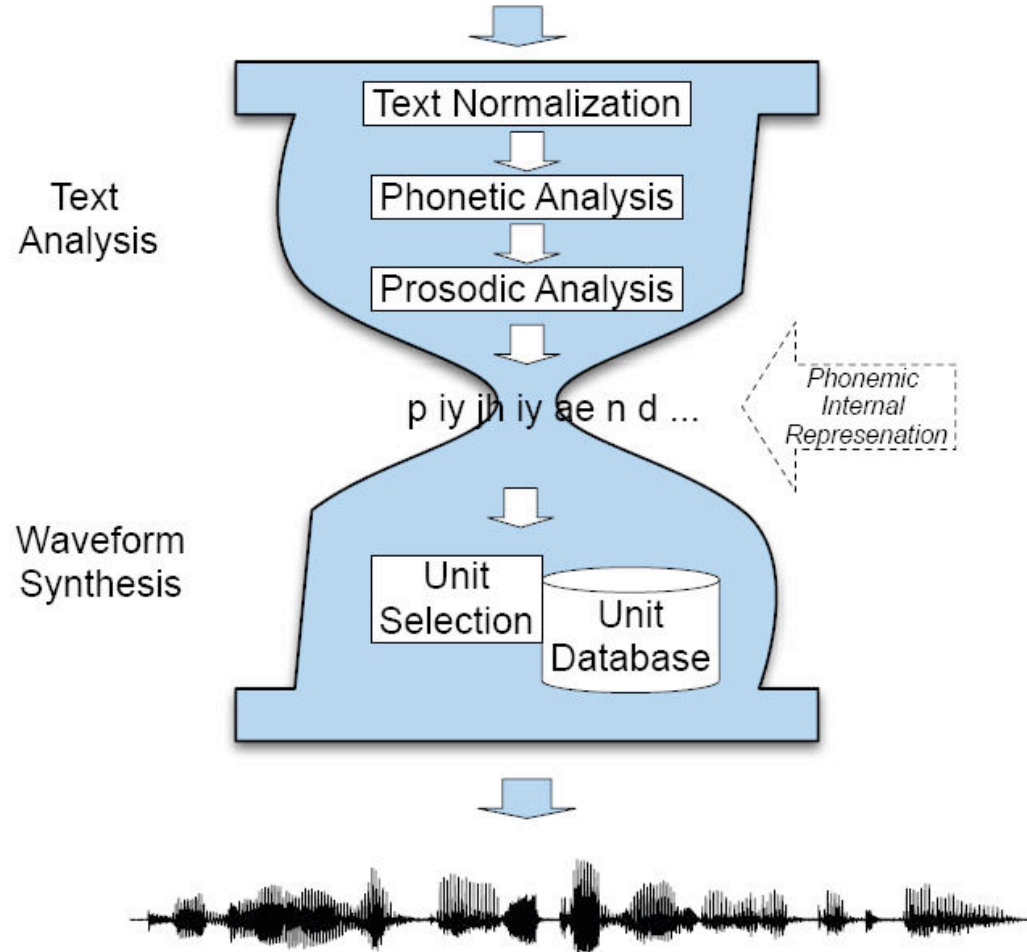 Text Normalization
Text
Analysis
Phonetic Analysis
Prosodic Analysis
p iy jh iy ae n d ...
Phonemic
Internal
Represenation
Waveform
Synthesis
Unit
Selection
Unit
Database